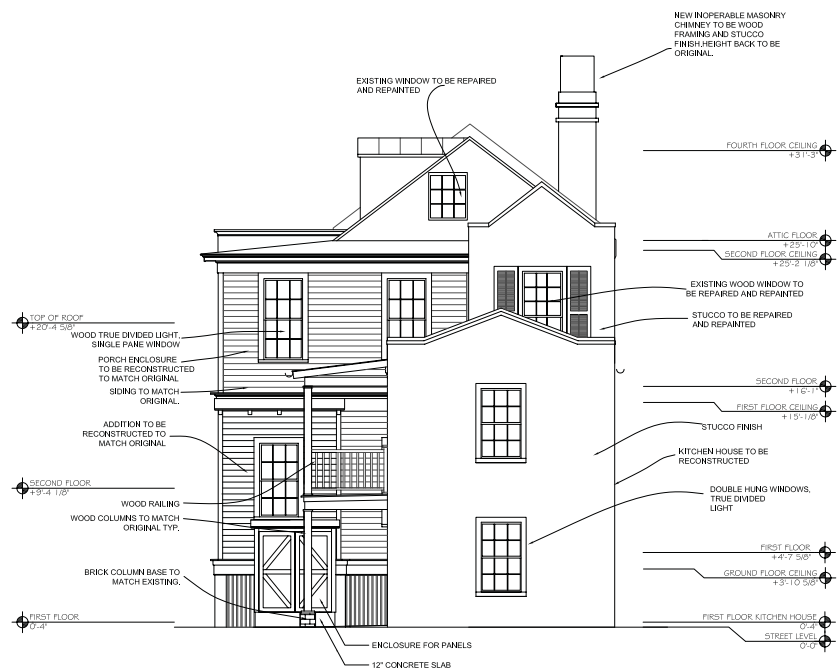 NEW INOPERABLE MASONRY
CHIMNEY TO BE WOOD
FRAMING AND STUCCO
FINISH.HEIGHT BACK TO BE
ORIGINAL.
EXISTING WINDOW TO BE REPAIRED
AND REPAINTED
FOURTH FLOOR CEILING
+31'-3"
ATTIC FLOOR
+25'-10"
SECOND FLOOR CEILING
+25'-2 1/8"
EXISTING WOOD WINDOW TO
BE REPAIRED AND REPAINTED
STUCCO TO BE REPAIRED
AND REPAINTED
TOP OF ROOF
+20'-4 5/8"
WOOD TRUE DIVIDED LIGHT,
SINGLE PANE WINDOW
PORCH ENCLOSURE
TO BE RECONSTRUCTED
TO MATCH ORIGINAL
SIDING TO MATCH
ORIGINAL.
SECOND FLOOR
+16'-1"
FIRST FLOOR CEILING
+15'-1/8"
ADDITION TO BE
RECONSTRUCTED TO
MATCH ORIGINAL
STUCCO FINISH
KITCHEN HOUSE TO BE
RECONSTRUCTED
SECOND FLOOR
+9'-4 1/8"
WOOD RAILING
DOUBLE HUNG WINDOWS,
TRUE DIVIDED
LIGHT
WOOD COLUMNS TO MATCH
ORIGINAL TYP.
FIRST FLOOR
+4'-7 5/8"
BRICK COLUMN BASE TO
MATCH EXISTING.
GROUND FLOOR CEILING
+3'-10 5/8"
FIRST FLOOR
0'-4"
FIRST FLOOR KITCHEN HOUSE
0'-4"
STREET LEVEL
0'-0"
ENCLOSURE FOR PANELS
12" CONCRETE SLAB